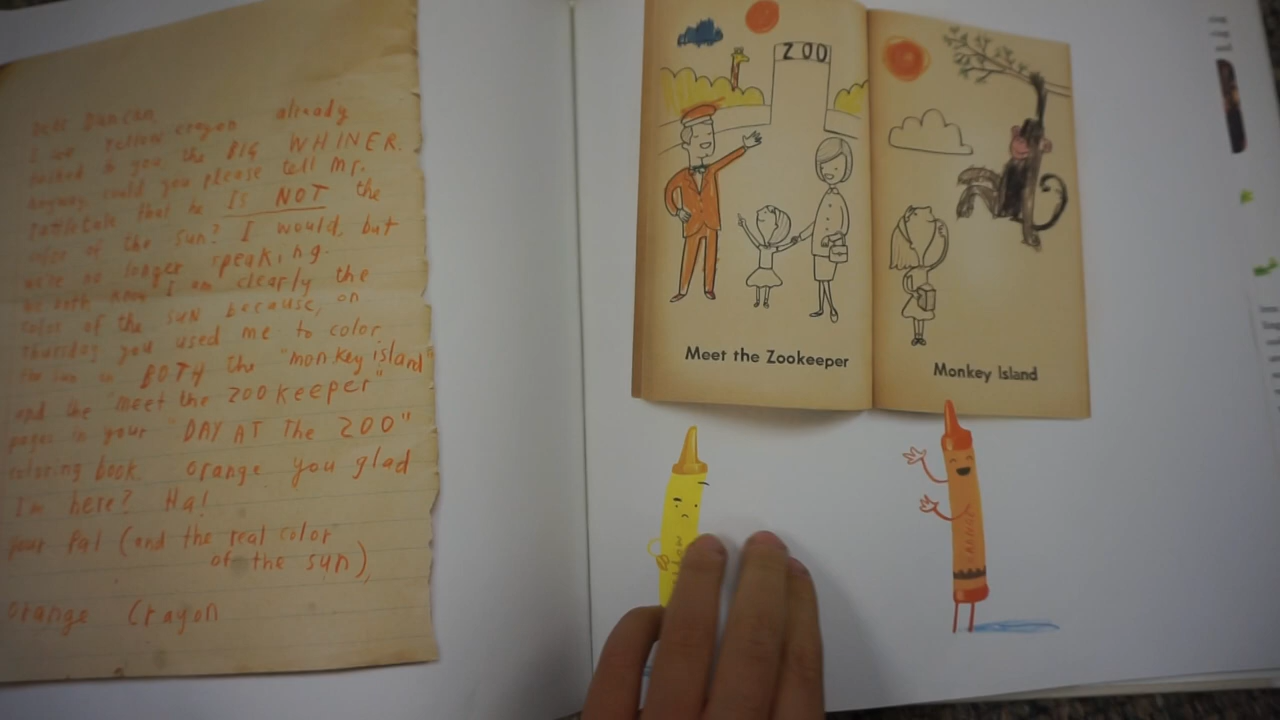 Dear Duncan,
I see Yellow crayon already
talked to you, the BIG WHINER.
Anyway, could you please tell Mr.
Tattletale that he IS NOT the
color of the sun? I would, but
we're no longer speaking.
We both know I am clearly the
color of the SUN because, on
Thursday you used me to color
the sun on BOTH the "monkey island"
and the "meet the zoo keeper"
pages in your "DAY AT THE ZOO"
coloring book. Orange you glad
I'm here? Ha!
Your Pal (and the real color
of the sun),
Orange Crayon
ZOO
Meet the Zookeeper
Monkey Island